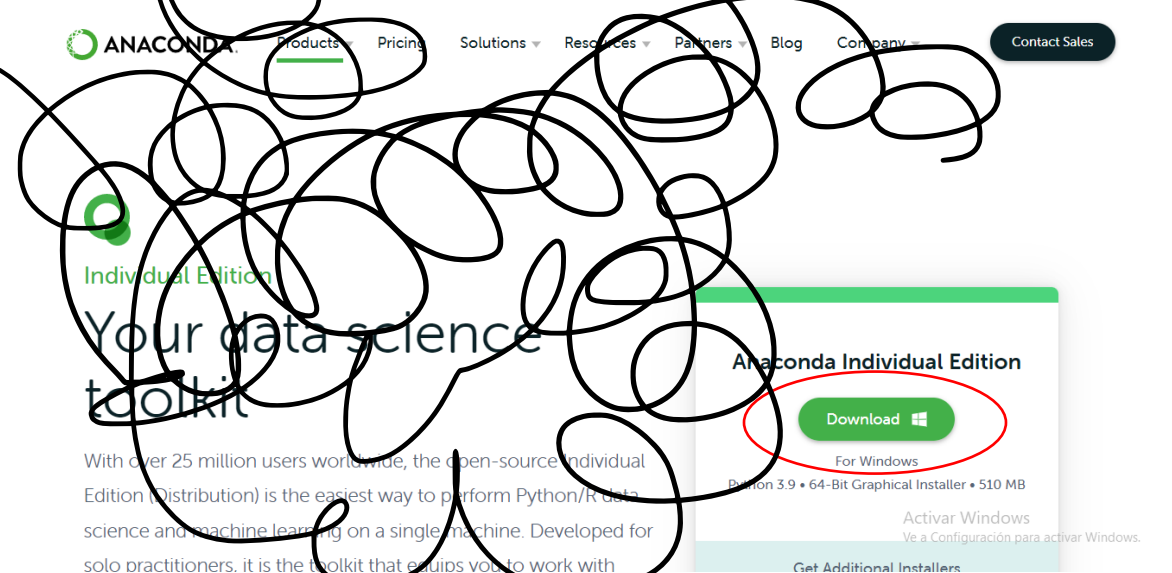 ANACONDA.
Products Pricing Solutions Resources Partners Blog Company Contact Sales
Individual Edition
Your data science
toolkit
With over 25 million users worldwide, the open-source Individual
Edition (Distribution) is the easiest way to perform Python/R data
science and machine learning on a single machine. Developed for
solo practitioners, it is the toolkit that equips you to work with
Anaconda Individual Edition
Download
For Windows
Python 3.9 • 64-Bit Graphical Installer • 510 MB
Get Additional Installers
Activar Windows
Ve a Configuración para activar Windows.